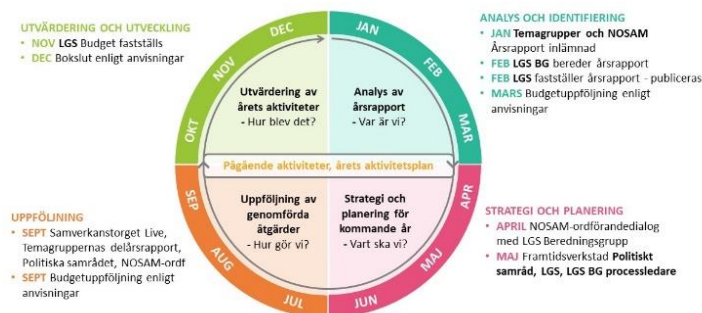 UTVÄRDERING OCH UTVECKLING
• NOV LGS Budget fastställs
• DEC Bokslut enligt anvisningar
ANALYS OCH IDENTIFIERING
• JAN Temagrupper och NOSAM
Årsrapport inlämnad
• FEB LGS BG bereder årsrapport
• FEB LGS fastställer årsrapport - publiceras
• MARS Budgetuppföljning enligt
anvisningar
DEC
JAN
NOV
FEB
OKT
MAR
Utvärdering av
årets aktiviteter
- Hur blev det?
Analys av
årsrapport
- Var är vi?
Pågående aktiviteter, årets aktivitetsplan
SEP
APR
Uppföljning av
genomförda
åtgärder
- Hur gör vi?
Strategi och
planering för
kommande år
- Vart ska vi?
AUG
MAJ
JUL
JUN
UPPFÖLJNING
• SEPT Samverkanstorget Live,
Temagruppernas delårsrapport,
Politiska samrådet, NOSAM-ordf
• SEPT Budgetuppföljning enligt
anvisningar
STRATEGI OCH PLANERING
• APRIL NOSAM-ordförandedialog
med LGS Beredningsgrupp
• MAJ Framtidsverkstad Politiskt
samråd, LGS, LGS BG processledare